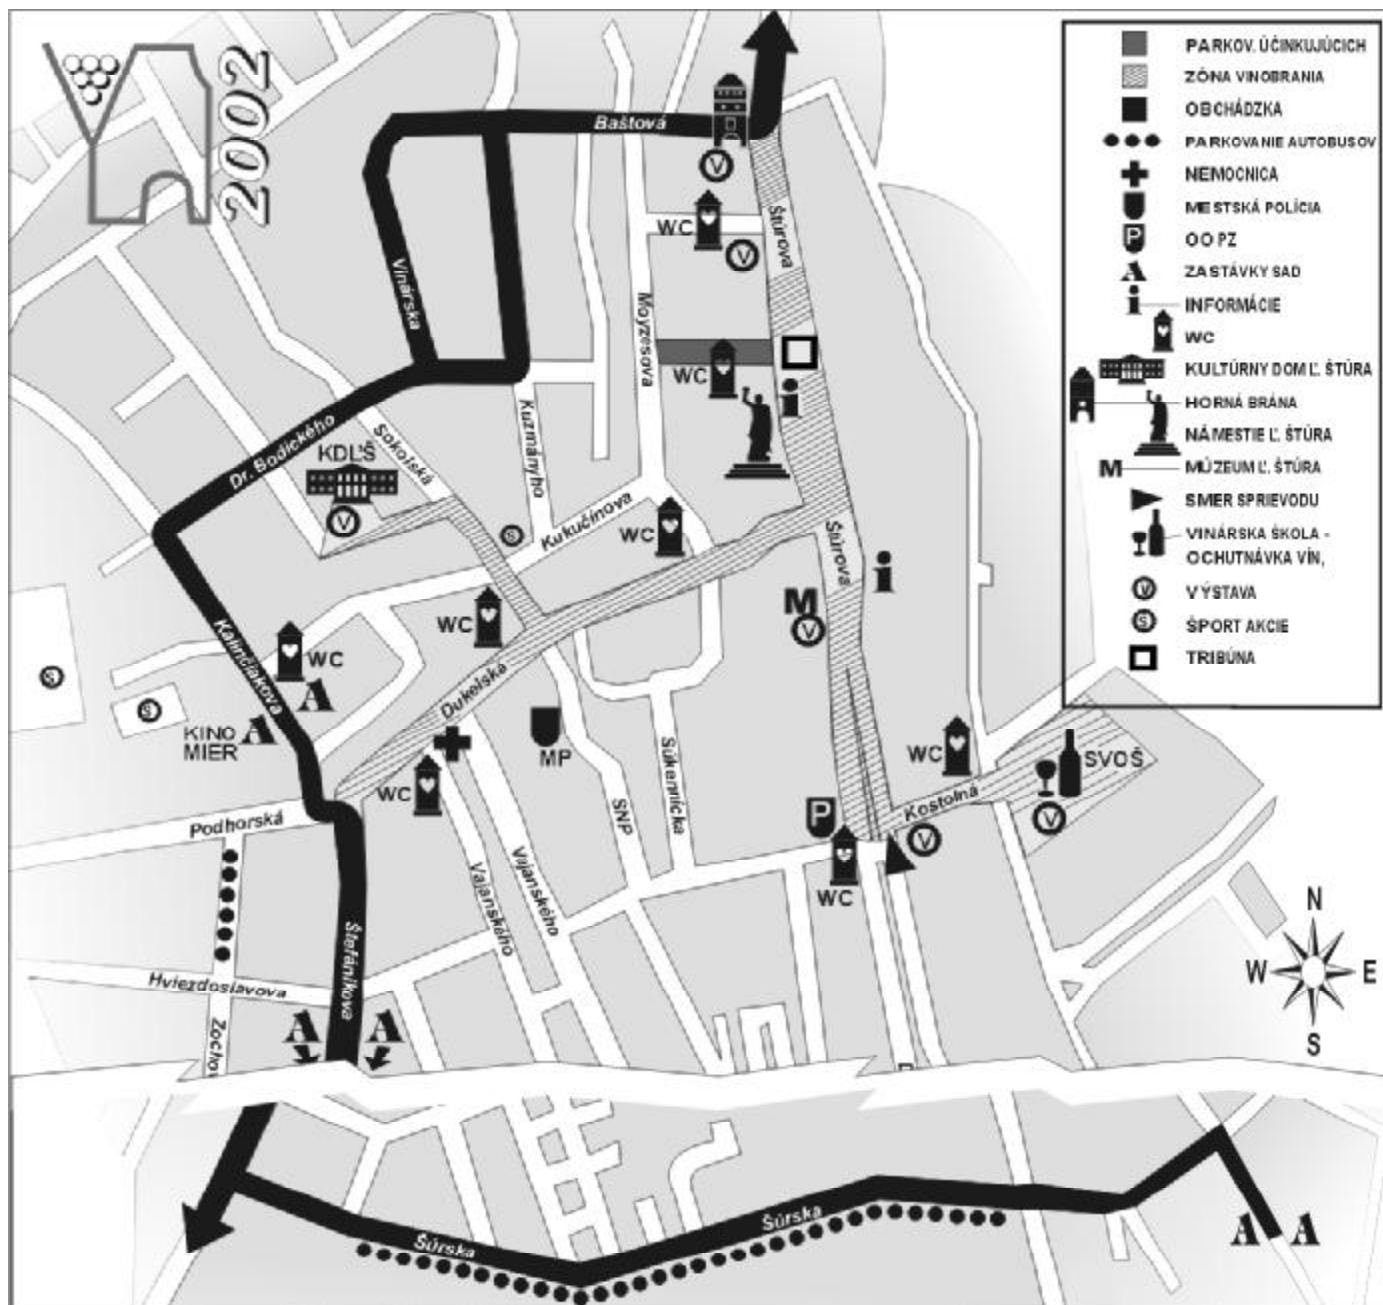 2002
PARKOV. ÚČINKUJÚCICH
ZÓNA VINOBRANIA
OBCHÁDZKA
PARKOVANIE AUTOBUSOV
NEMOCNICA
MESTSKÁ POLÍCIA
P
OO PZ
A
ZASTÁVKY SAD
INFORMÁCIE
WC
KULTÚRNY DOM Ľ. ŠTÚRA
HORNÁ BRÁNA
NÁMESTIE Ľ. ŠTÚRA
M
MÚZEUM Ľ. ŠTÚRA
SMER SPRIEVODU
VINÁRSKA ŠKOLA -
OCHUTNÁVKA VÍN,
V
VÝSTAVA
S
ŠPORT AKCIE
TRIBÚNA
Baštová
V
WC
V
Štúrova
Vinárska
Moyzesova
WC
Dr. Bodického
Sokolská
Kuzmányho
KDĽŠ
V
S
Kukučínova
WC
Štúrova
M
V
WC
WC
Kalinčiakova
A
S
S
KINO
MIER
A
Dukelská
MP
WC
Súkennícka
SNP
WC
SVOŠ
V
Kostolná
P
V
WC
Podhorská
Vajanského
Vajanského
Štefánikova
Hviezdoslavova
A
A
N
W
E
S
Šúrska
Šúrska
A
A